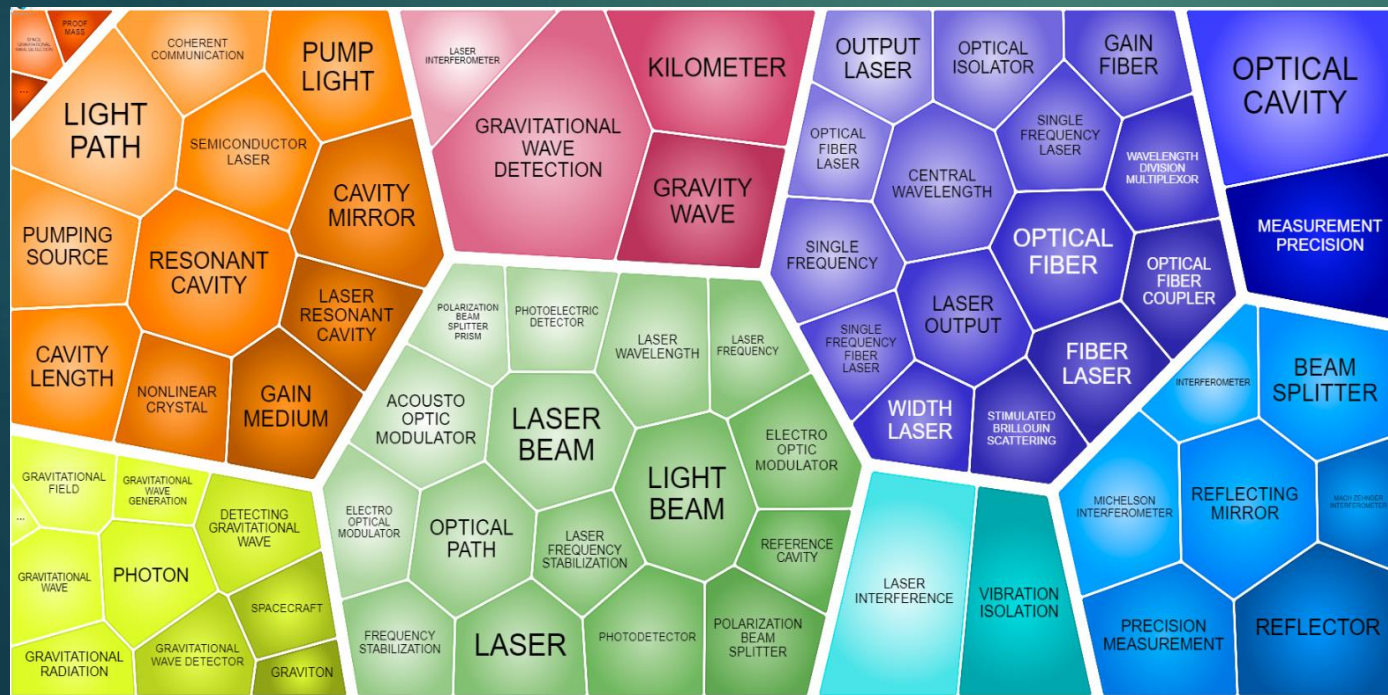 SPACE
GRAVITATIONAL
WAVE DETECTION
PROOF
MASS
...
COHERENT
COMMUNICATION
PUMP
LIGHT
LIGHT
PATH
SEMICONDUCTOR
LASER
CAVITY
MIRROR
PUMPING
SOURCE
RESONANT
CAVITY
LASER
RESONANT
CAVITY
CAVITY
LENGTH
NONLINEAR
CRYSTAL
GAIN
MEDIUM
LASER
INTERFEROMETER
KILOMETER
GRAVITATIONAL
WAVE
DETECTION
GRAVITY
WAVE
OUTPUT
LASER
OPTICAL
ISOLATOR
GAIN
FIBER
OPTICAL
FIBER
LASER
CENTRAL
WAVELENGTH
SINGLE
FREQUENCY
LASER
WAVELENGTH
DIVISION
MULTIPLEXOR
SINGLE
FREQUENCY
OPTICAL
FIBER
OPTICAL
FIBER
COUPLER
LASER
OUTPUT
SINGLE
FREQUENCY
FIBER
LASER
FIBER
LASER
WIDTH
LASER
STIMULATED
BRILLOUIN
SCATTERING
OPTICAL
CAVITY
MEASUREMENT
PRECISION
GRAVITATIONAL
FIELD
GRAVITATIONAL
WAVE
GENERATION
DETECTING
GRAVITATIONAL
WAVE
...
GRAVITATIONAL
WAVE
PHOTON
SPACECRAFT
GRAVITATIONAL
RADIATION
GRAVITATIONAL
WAVE DETECTOR
GRAVITON
POLARIZATION
BEAM
SPLITTER
PRISM
PHOTOELECTRIC
DETECTOR
LASER
WAVELENGTH
LASER
FREQUENCY
ACOUSTO
OPTIC
MODULATOR
LASER
BEAM
ELECTRO
OPTIC
MODULATOR
LIGHT
BEAM
ELECTRO
OPTICAL
MODULATOR
OPTICAL
PATH
LASER
FREQUENCY
STABILIZATION
REFERENCE
CAVITY
FREQUENCY
STABILIZATION
LASER
PHOTODETECTOR
POLARIZATION
BEAM
SPLITTER
LASER
INTERFERENCE
VIBRATION
ISOLATION
INTERFEROMETER
BEAM
SPLITTER
MICHELSON
INTERFEROMETER
REFLECTING
MIRROR
MACH ZEHNDER
INTERFEROMETER
PRECISION
MEASUREMENT
REFLECTOR